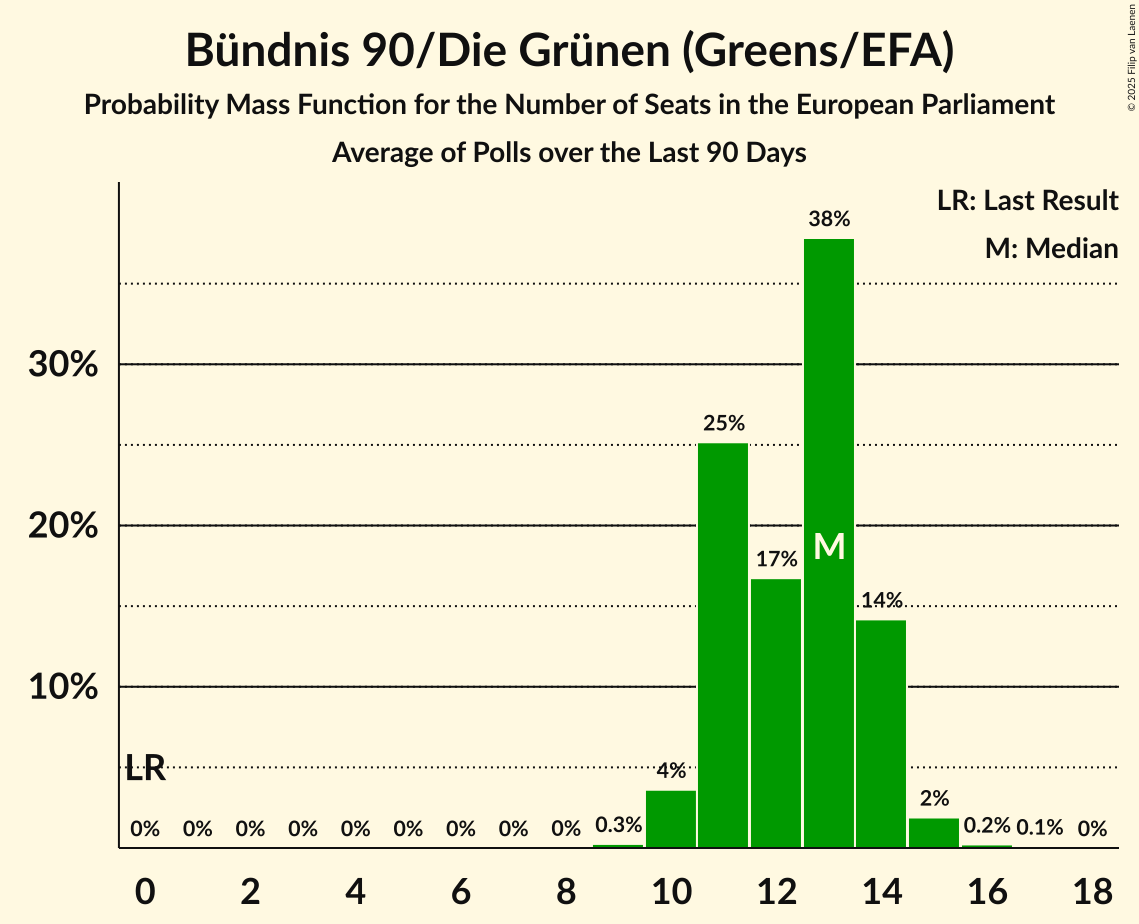 Bündnis 90/Die Grünen (Greens/EFA)
Probability Mass Function for the Number of Seats in the European Parliament
Average of Polls over the Last 90 Days
© 2025 Filip van Laenen
LR: Last Result
M: Median
38%
30%
25%
20%
17%
M
14%
10%
LR
4%
2%
0% 0% 0% 0% 0% 0% 0% 0% 0% 0.3% 0.2% 0.1% 0%
0 2 4 6 8 10 12 14 16 18